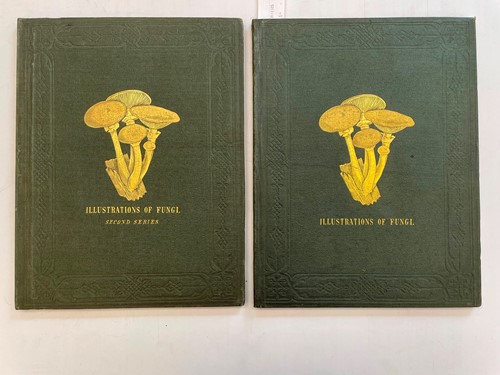 ILLUSTRATIONS OF FUNGI.
SECOND SERIES
ILLUSTRATIONS OF FUNGI.